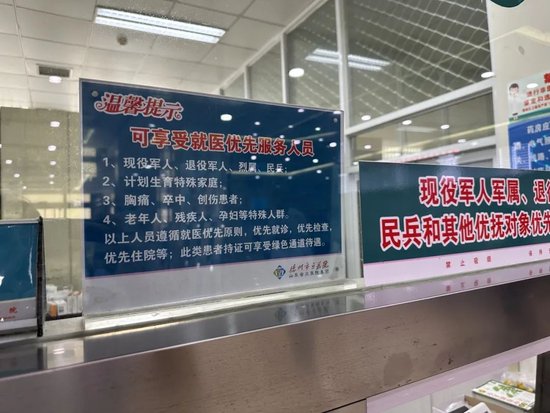 温馨提示
可享受就医优先服务人员
1、现役军人、退役军人、烈属、民兵;
2、计划生育特殊家庭;
3、胸痛、卒中、创伤患者;
4、老年人、残疾人、孕妇等特殊人群。
以上人员遵循就医优先原则,优先就诊,优先检查,
优先住院等;此类患者持证可享受绿色通道待遇。
现役军人军属、退
民兵和其他优抚对象优先
禁止吸烟